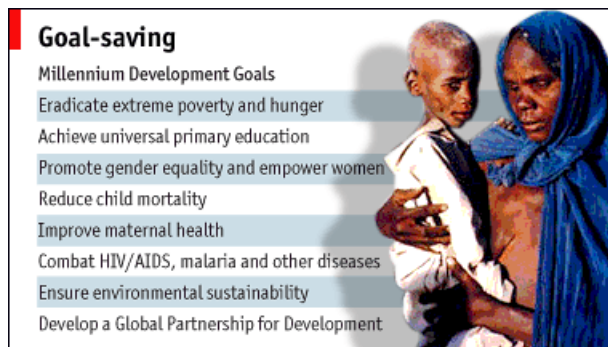 Goal-saving
Millennium Development Goals
Eradicate extreme poverty and hunger
Achieve universal primary education
Promote gender equality and empower women
Reduce child mortality
Improve maternal health
Combat HIV/AIDS, malaria and other diseases
Ensure environmental sustainability
Develop a Global Partnership for Development